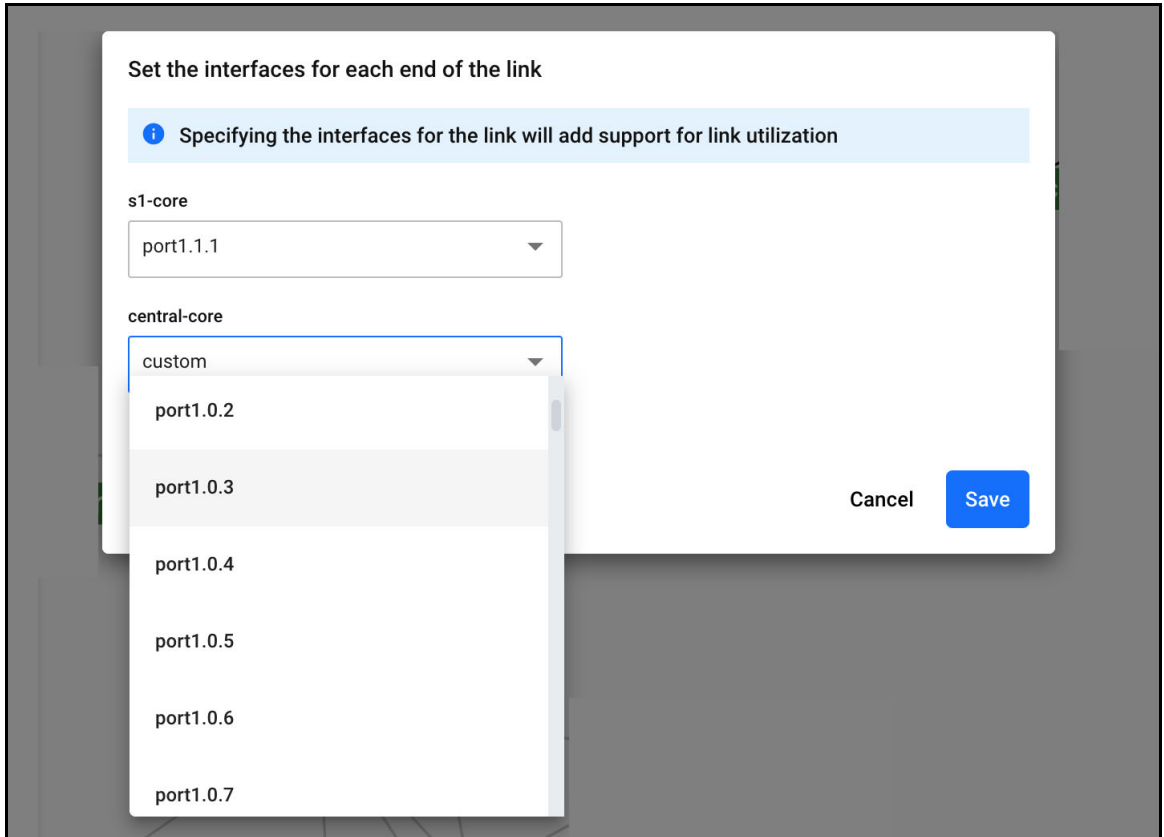 Set the interfaces for each end of the link
Specifying the interfaces for the link will add support for link utilization
s1-core
port1.1.1
central-core
custom
port1.0.2
port1.0.3
port1.0.4
port1.0.5
port1.0.6
port1.0.7
Cancel
Save